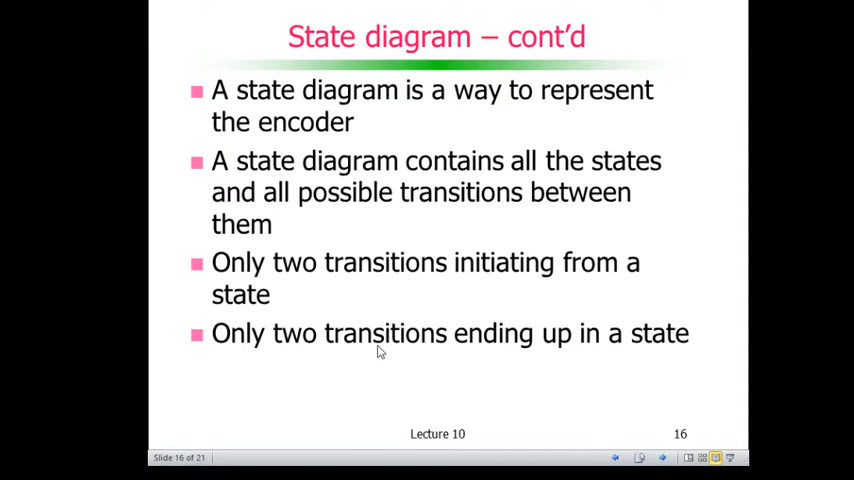 State diagram – cont’d
A state diagram is a way to represent
the encoder
A state diagram contains all the states
and all possible transitions between
them
Only two transitions initiating from a
state
Only two transitions ending up in a state
Lecture 10
16
Slide 16 of 21